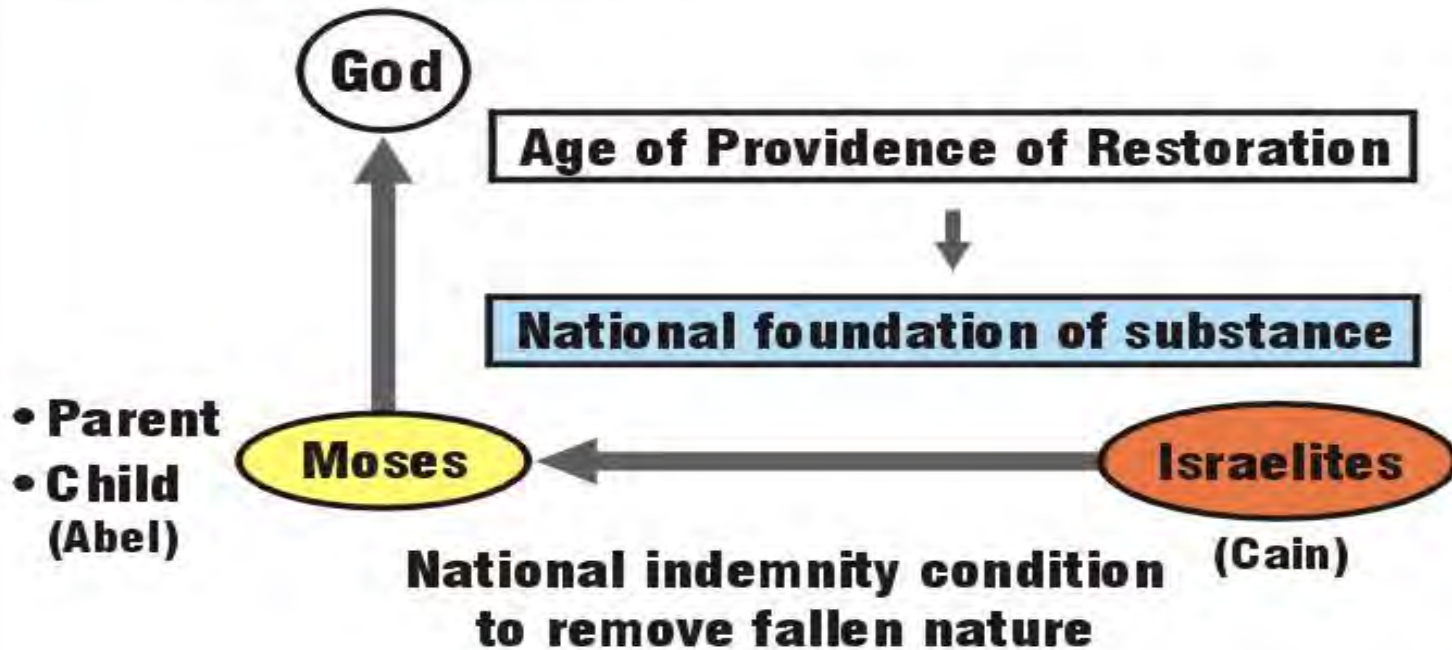 God
Age of Providence of Restoration
National foundation of substance
• Parent
• Child
(Abel)
Moses
Israelites
(Cain)
National indemnity condition
to remove fallen nature